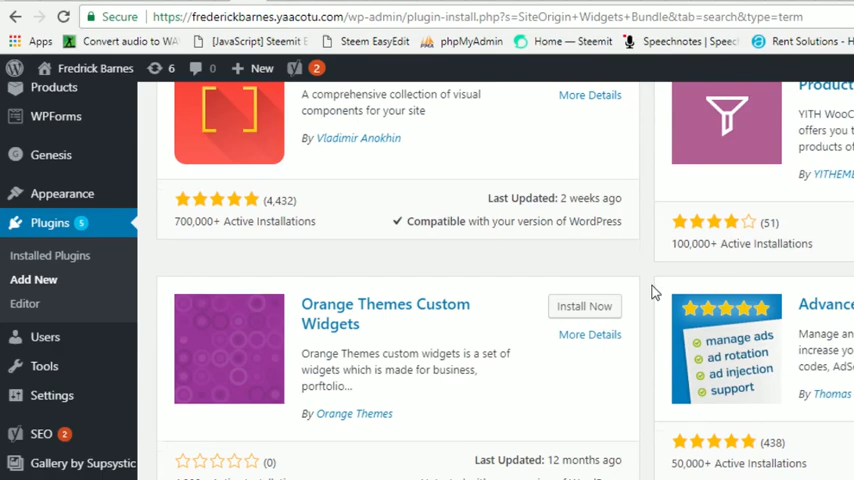 Secure https://frederickbarnes.yaacotu.com/wp-admin/plugin-install.php?s=SiteOrigin+Widgets+Bundle&tab=search&type=term
Apps Convert audio to WA [JavaScript] Steemit E Steem EasyEdit phpMyAdmin Home — Steemit Speechnotes | Speech Rent Solutions - Ho
Fredrick Barnes 6 0 + New 2
Products
WPForms
Genesis
Appearance
Plugins 5
Installed Plugins
Add New
Editor
Users
Tools
Settings
SEO 2
Gallery by Supsystic
A comprehensive collection of visual
components for your site
More Details
By Vladimir Anokhin
(4,432)
700,000+ Active Installations
Last Updated: 2 weeks ago
Compatible with your version of WordPress
Product
YITH WooC
offers you t
products of
By YITHEME
(51)
100,000+ Active Installations
Orange Themes Custom
Widgets
Install Now
More Details
Orange Themes custom widgets is a set of
widgets which is made for business,
porfolio...
By Orange Themes
(0)
Last Updated: 12 months ago
manage ads
ad rotation
ad injection
support
Advance
Manage an
increase yo
codes, AdSe
By Thomas
(438)
50,000+ Active Installations